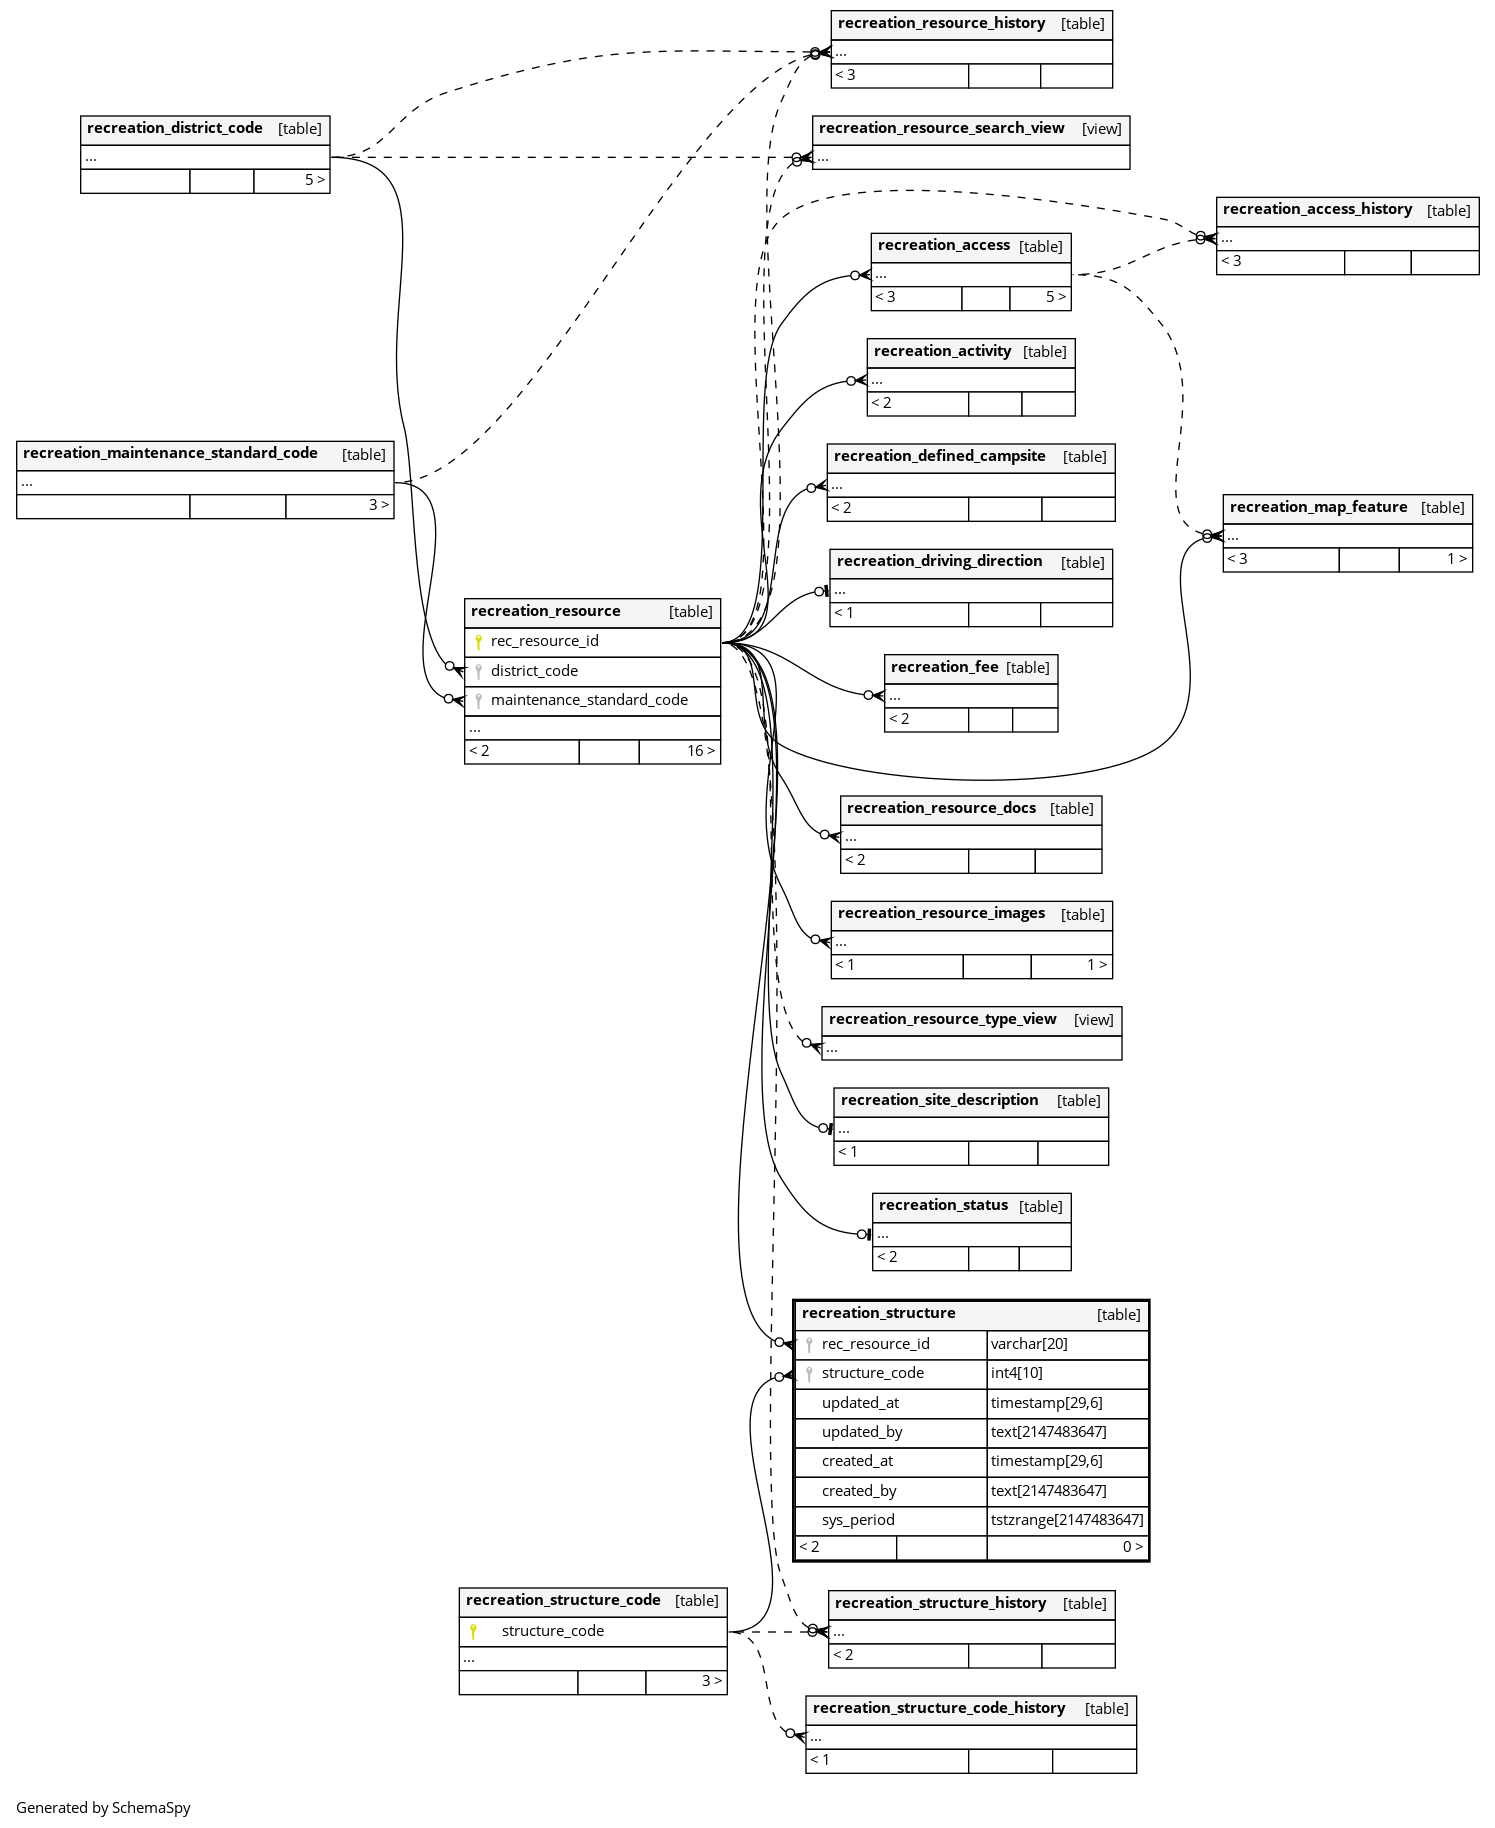 recreation_resource_history [table]
...
< 3
recreation_district_code [table]
...
5 >
recreation_resource_search_view [view]
...
recreation_access_history [table]
...
< 3
recreation_access [table]
...
< 3 5 >
recreation_activity [table]
...
< 2
recreation_maintenance_standard_code [table]
...
3 >
recreation_defined_campsite [table]
...
< 2
recreation_map_feature [table]
...
< 3 1 >
recreation_driving_direction [table]
...
< 1
recreation_resource [table]
rec_resource_id
district_code
maintenance_standard_code
...
< 2 16 >
recreation_fee [table]
...
< 2
recreation_resource_docs [table]
...
< 2
recreation_resource_images [table]
...
< 1 1 >
recreation_resource_type_view [view]
...
recreation_site_description [table]
...
< 1
recreation_status [table]
...
< 2
recreation_structure [table]
rec_resource_id varchar[20]
structure_code int4[10]
updated_at timestamp[29,6]
updated_by text[2147483647]
created_at timestamp[29,6]
created_by text[2147483647]
sys_period tstzrange[2147483647]
< 2 0 >
recreation_structure_code [table]
structure_code
...
3 >
recreation_structure_history [table]
...
< 2
recreation_structure_code_history [table]
...
< 1
Generated by SchemaSpy